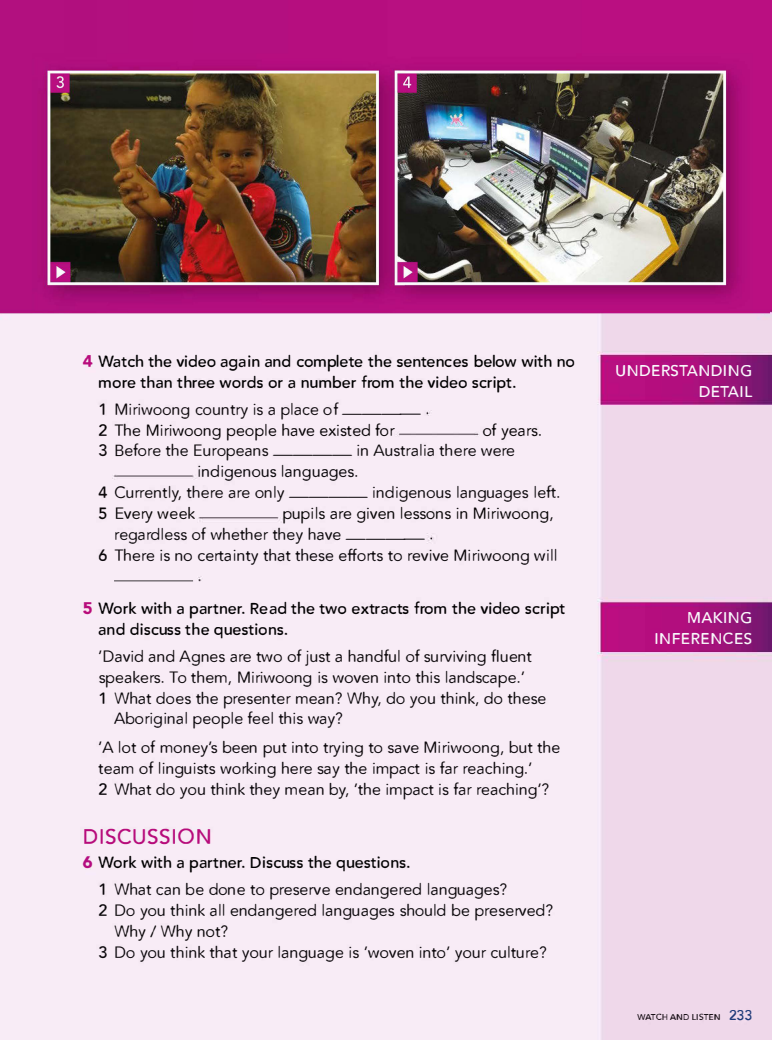 3
vee bee
4
4 Watch the video again and complete the sentences below with no
more than three words or a number from the video script.
1 Miriwoong country is a place of __________ .
2 The Miriwoong people have existed for __________ of years.
3 Before the Europeans __________ in Australia there were
__________ indigenous languages.
4 Currently, there are only __________ indigenous languages left.
5 Every week __________ pupils are given lessons in Miriwoong,
regardless of whether they have __________ .
6 There is no certainty that these efforts to revive Miriwoong will
__________ .
UNDERSTANDING
DETAIL
5 Work with a partner. Read the two extracts from the video script
and discuss the questions.
‘David and Agnes are two of just a handful of surviving fluent
speakers. To them, Miriwoong is woven into this landscape.’
1 What does the presenter mean? Why, do you think, do these
Aboriginal people feel this way?
‘A lot of money’s been put into trying to save Miriwoong, but the
team of linguists working here say the impact is far reaching.’
2 What do you think they mean by, ‘the impact is far reaching’?
MAKING
INFERENCES
DISCUSSION
6 Work with a partner. Discuss the questions.
1 What can be done to preserve endangered languages?
2 Do you think all endangered languages should be preserved?
Why / Why not?
3 Do you think that your language is ‘woven into’ your culture?
WATCH AND LISTEN 233